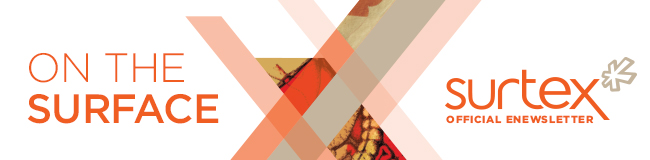 ON THE
SURFACE
surtex
OFFICIAL ENEWSLETTER